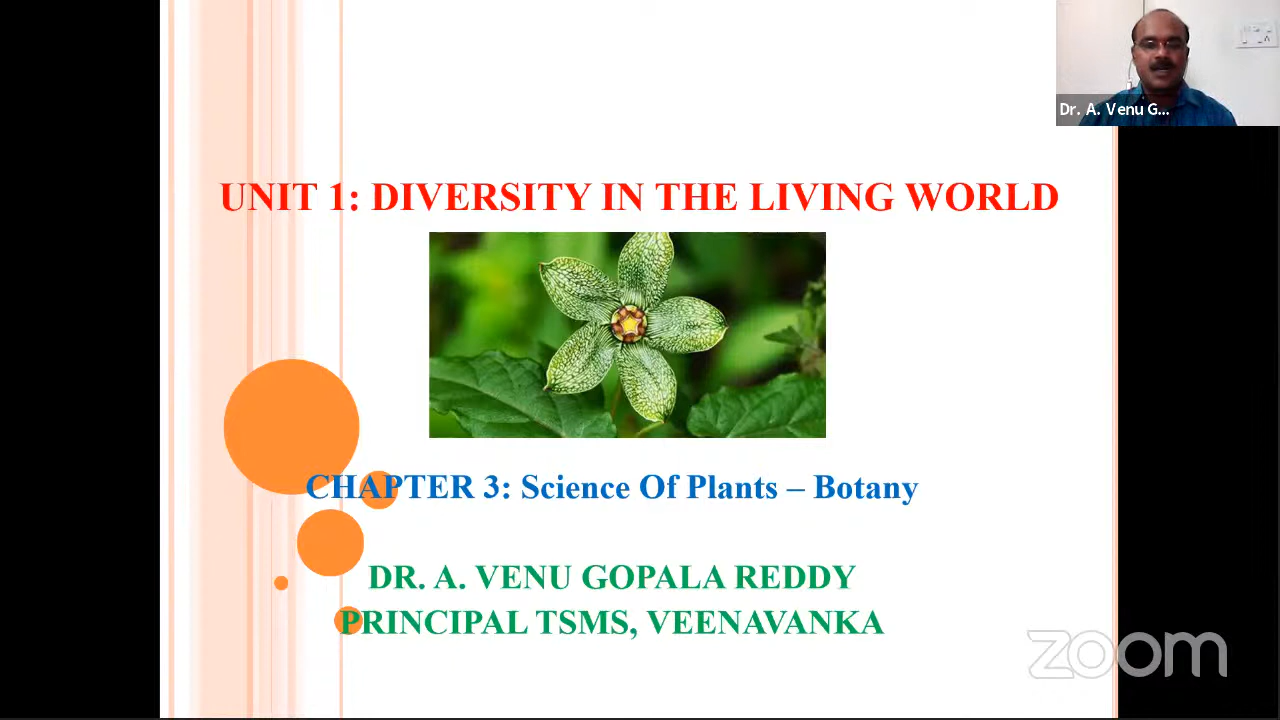 Dr. A. Venu G...
UNIT 1: DIVERSITY IN THE LIVING WORLD
CHAPTER 3: Science Of Plants – Botany
DR. A. VENU GOPALA REDDY
PRINCIPAL TSMS, VEENAVANKA
zoom